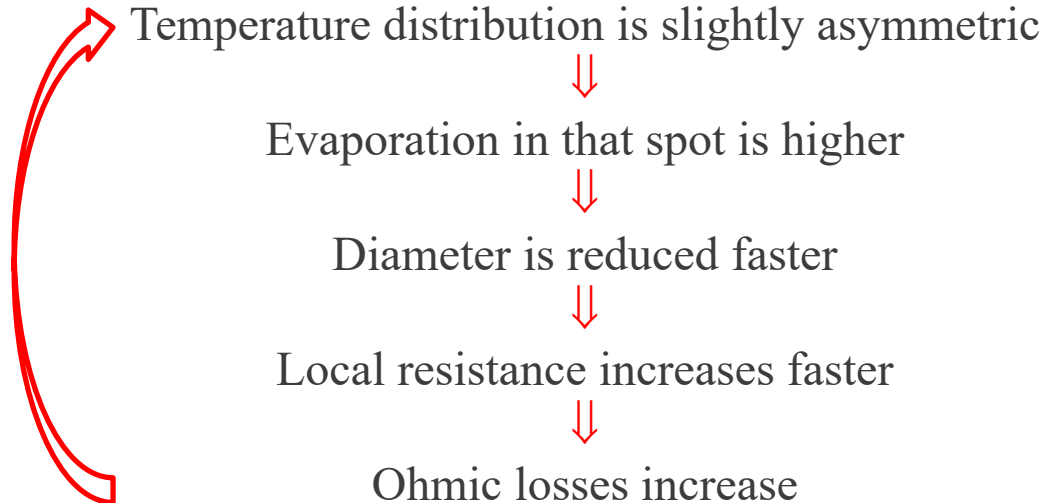 Temperature distribution is slightly asymmetric
Evaporation in that spot is higher
Diameter is reduced faster
Local resistance increases faster
Ohmic losses increase